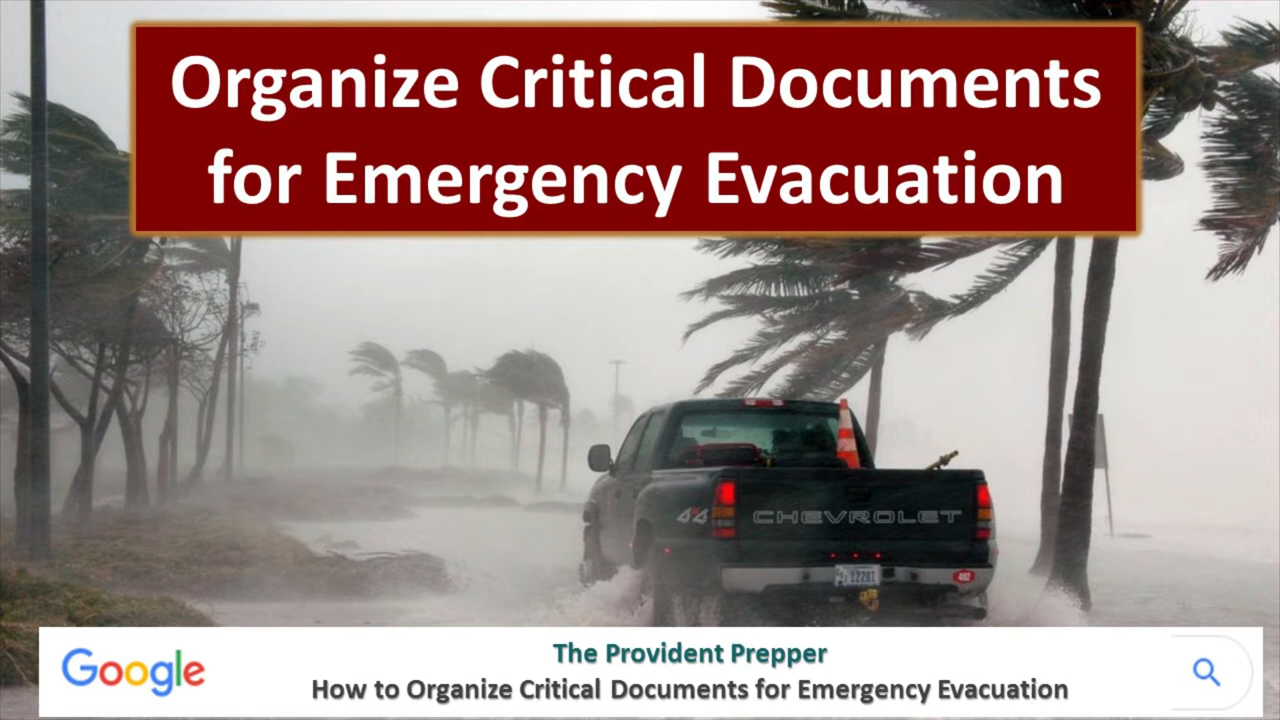 Organize Critical Documents
for Emergency Evacuation
4x4
CHEVROLET
402
Google
The Provident Prepper
How to Organize Critical Documents for Emergency Evacuation